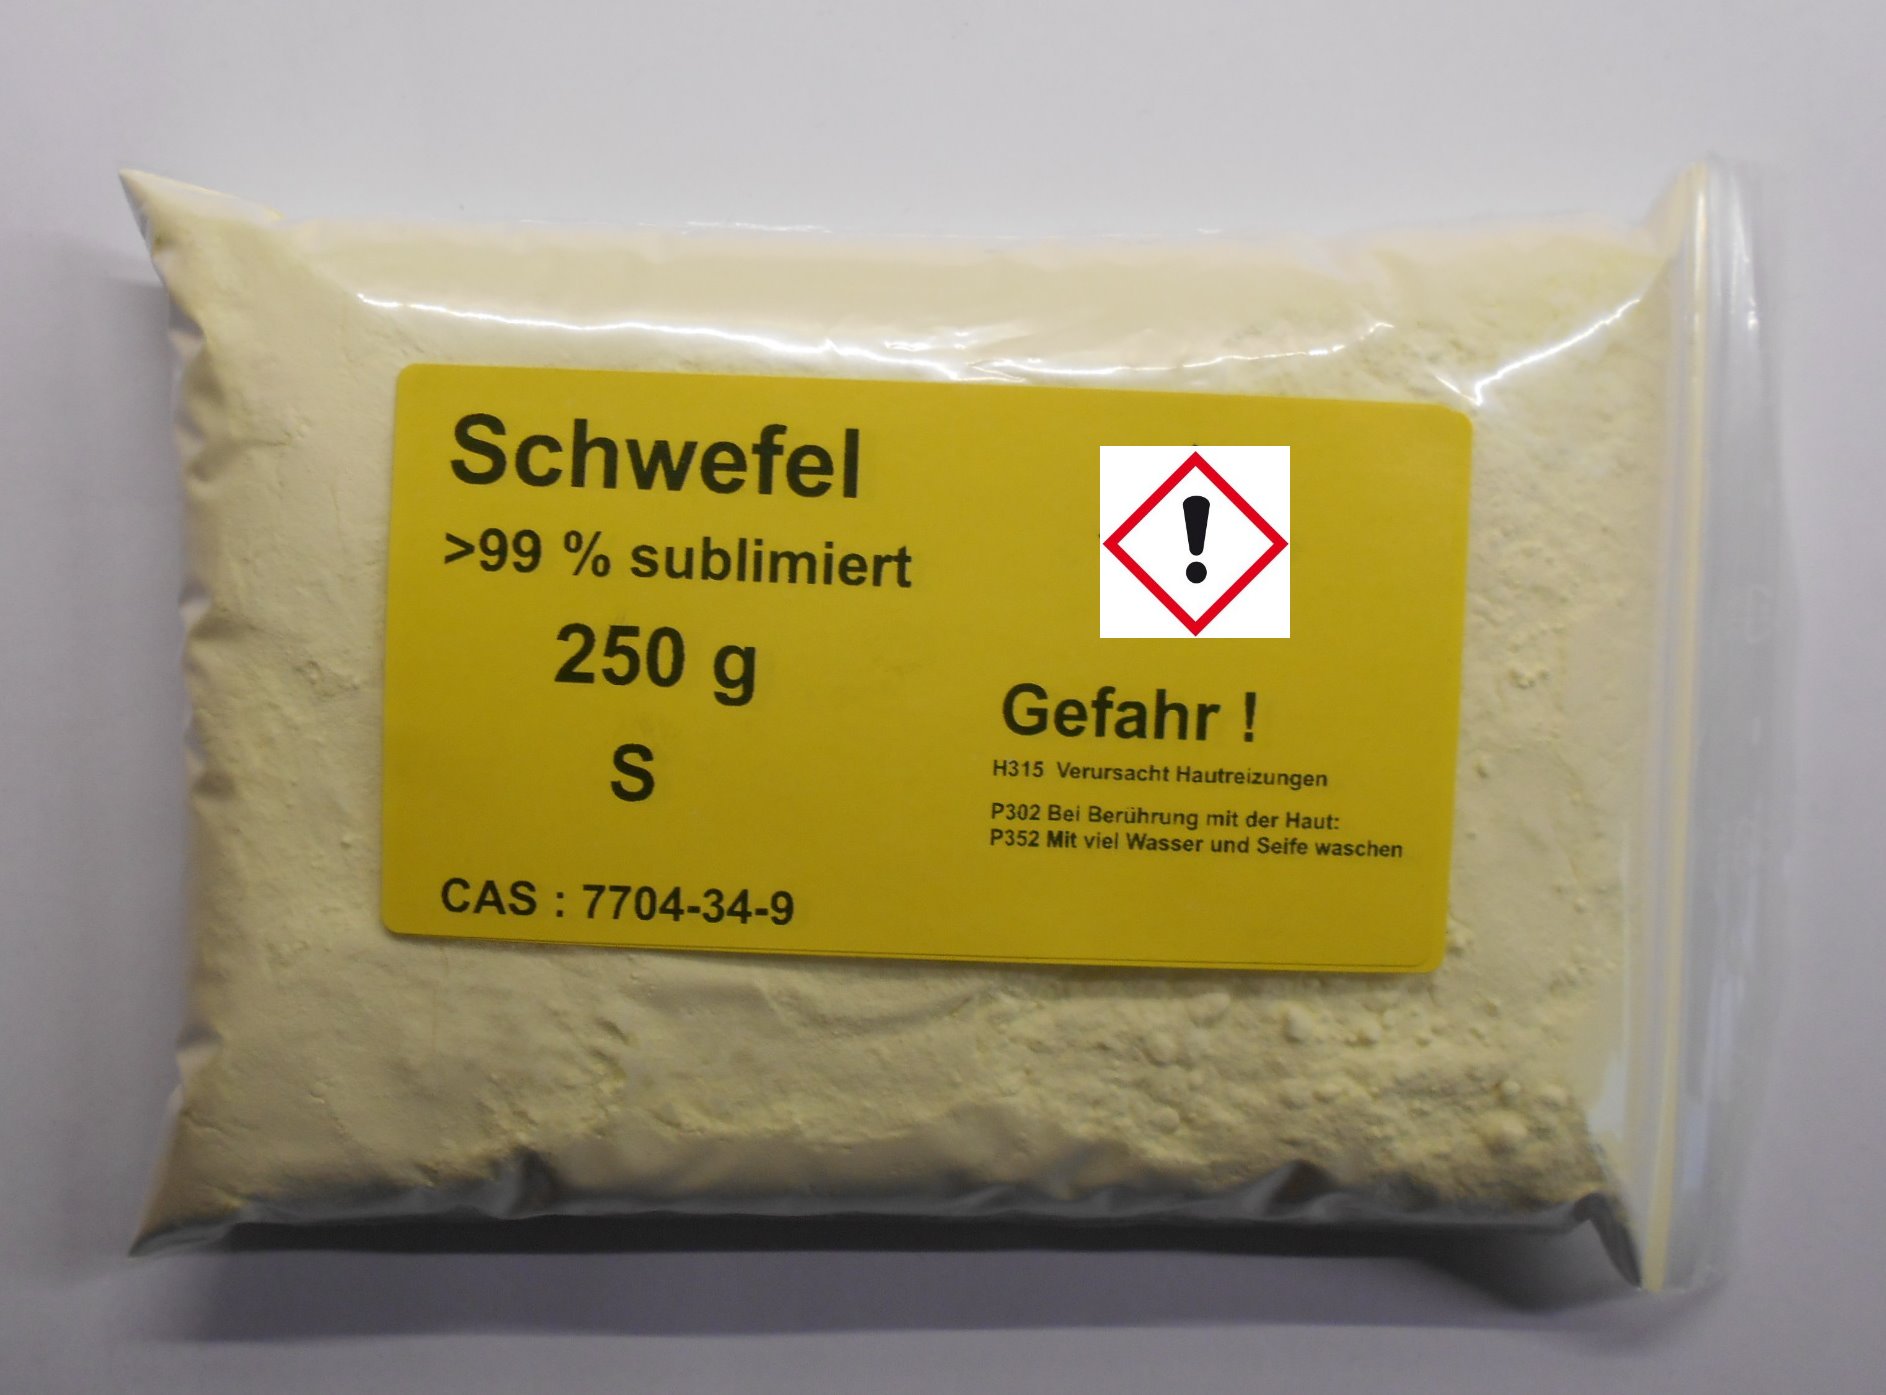 Schwefel
>99 % sublimiert
250 g
S
CAS : 7704-34-9
Gefahr !
H315 Verursacht Hautreizungen
P302 Bei Berührung mit der Haut:
P352 Mit viel Wasser und Seife waschen